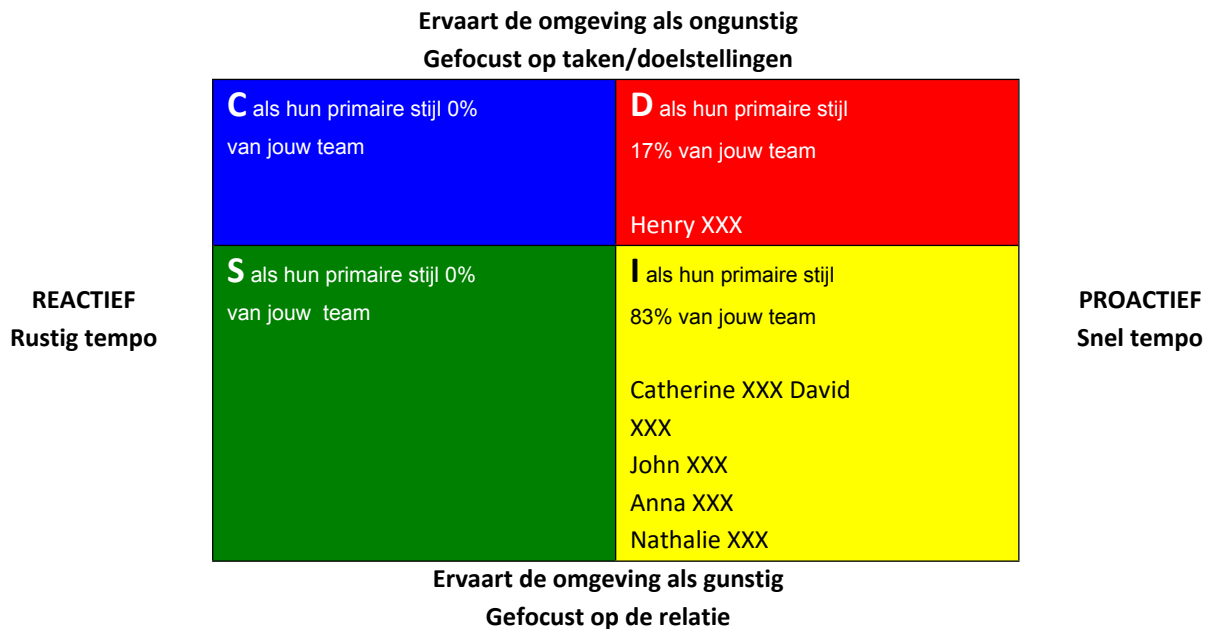 Ervaart de omgeving als ongunstig
Gefocust op taken/doelstellingen
C als hun primaire stijl 0%
van jouw team
D als hun primaire stijl
17% van jouw team
Henry XXX
S als hun primaire stijl 0%
van jouw team
I als hun primaire stijl
83% van jouw team
Catherine XXX David
XXX
John XXX
Anna XXX
Nathalie XXX
REACTIEF
Rustig tempo
PROACTIEF
Snel tempo
Ervaart de omgeving als gunstig
Gefocust op de relatie